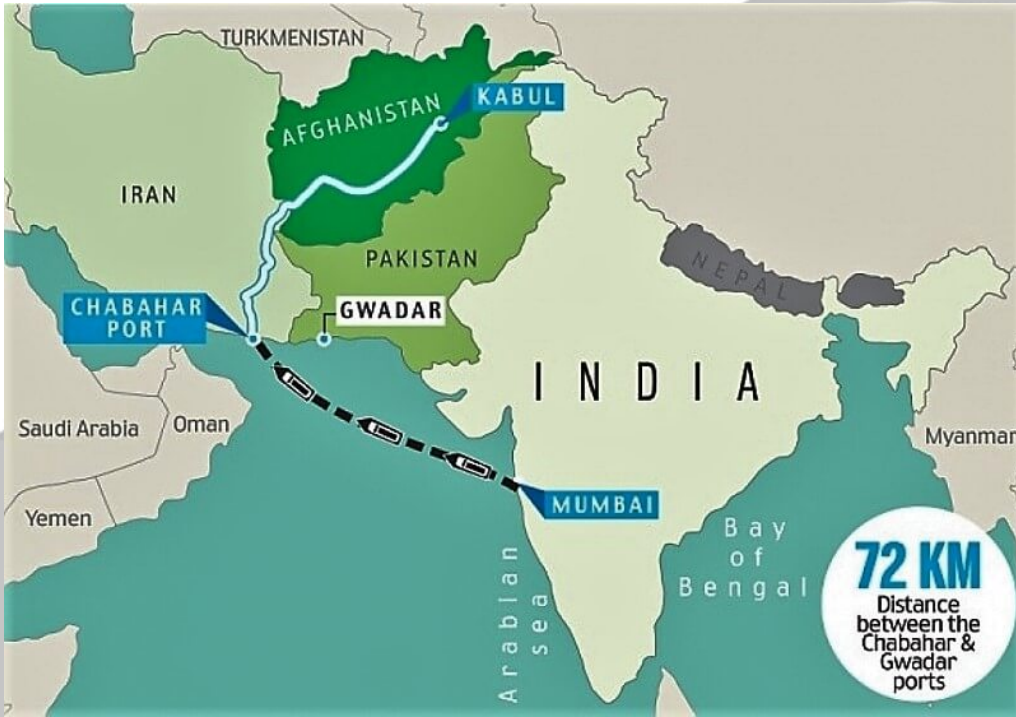 TURKMENISTAN
AFGHANISTAN
KABUL
IRAN
PAKISTAN
NEPAL
CHABAHAR
PORT
GWADAR
INDIA
Saudi Arabia
Oman
Myanmar
Yemen
MUMBAI
Arabian
sea
Bay
of
Bengal
72 KM
Distance
between the
Chabahar &
Gwadar
ports